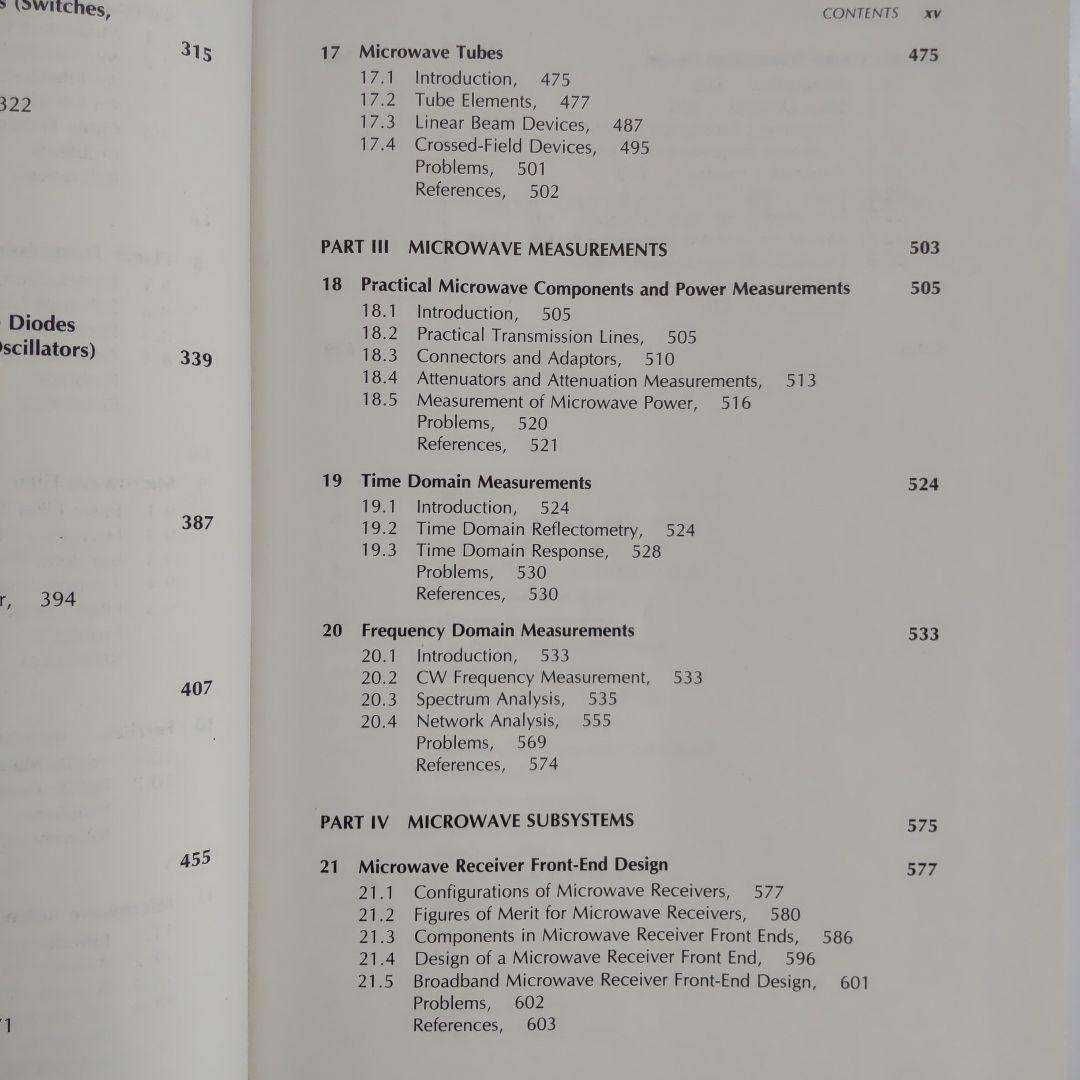 (Switches,
315
322
Diodes
scillators)
339
387
r, 394
407
455
71
CONTENTS xv
17 Microwave Tubes 475
17.1 Introduction, 475
17.2 Tube Elements, 477
17.3 Linear Beam Devices, 487
17.4 Crossed-Field Devices, 495
Problems, 501
References, 502
PART III MICROWAVE MEASUREMENTS 503
18 Practical Microwave Components and Power Measurements 505
18.1 Introduction, 505
18.2 Practical Transmission Lines, 505
18.3 Connectors and Adaptors, 510
18.4 Attenuators and Attenuation Measurements, 513
18.5 Measurement of Microwave Power, 516
Problems, 520
References, 521
19 Time Domain Measurements 524
19.1 Introduction, 524
19.2 Time Domain Reflectometry, 524
19.3 Time Domain Response, 528
Problems, 530
References, 530
20 Frequency Domain Measurements 533
20.1 Introduction, 533
20.2 CW Frequency Measurement, 533
20.3 Spectrum Analysis, 535
20.4 Network Analysis, 555
Problems, 569
References, 574
PART IV MICROWAVE SUBSYSTEMS 575
21 Microwave Receiver Front-End Design 577
21.1 Configurations of Microwave Receivers, 577
21.2 Figures of Merit for Microwave Receivers, 580
21.3 Components in Microwave Receiver Front Ends, 586
21.4 Design of a Microwave Receiver Front End, 596
21.5 Broadband Microwave Receiver Front-End Design, 601
Problems, 602
References, 603